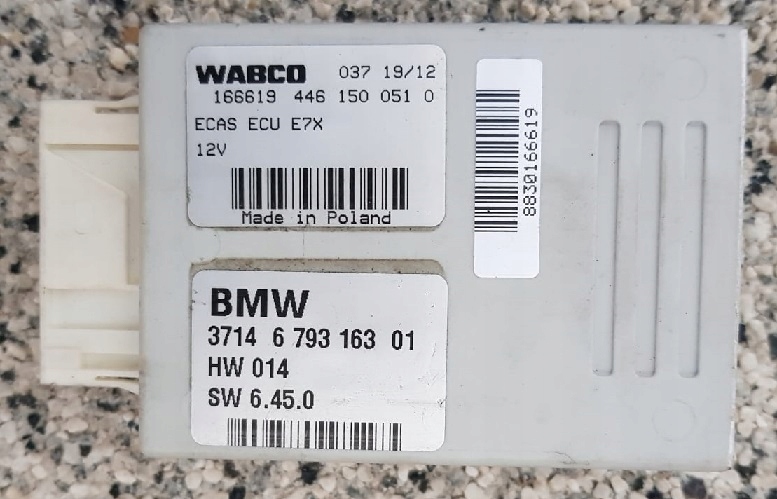 WABCO 037 19/12
166619 446 150 051 0
ECAS ECU E7X
12V
Made in Poland
8830166619
BMW
3714 6 793 163 01
HW 014
SW 6.45.0